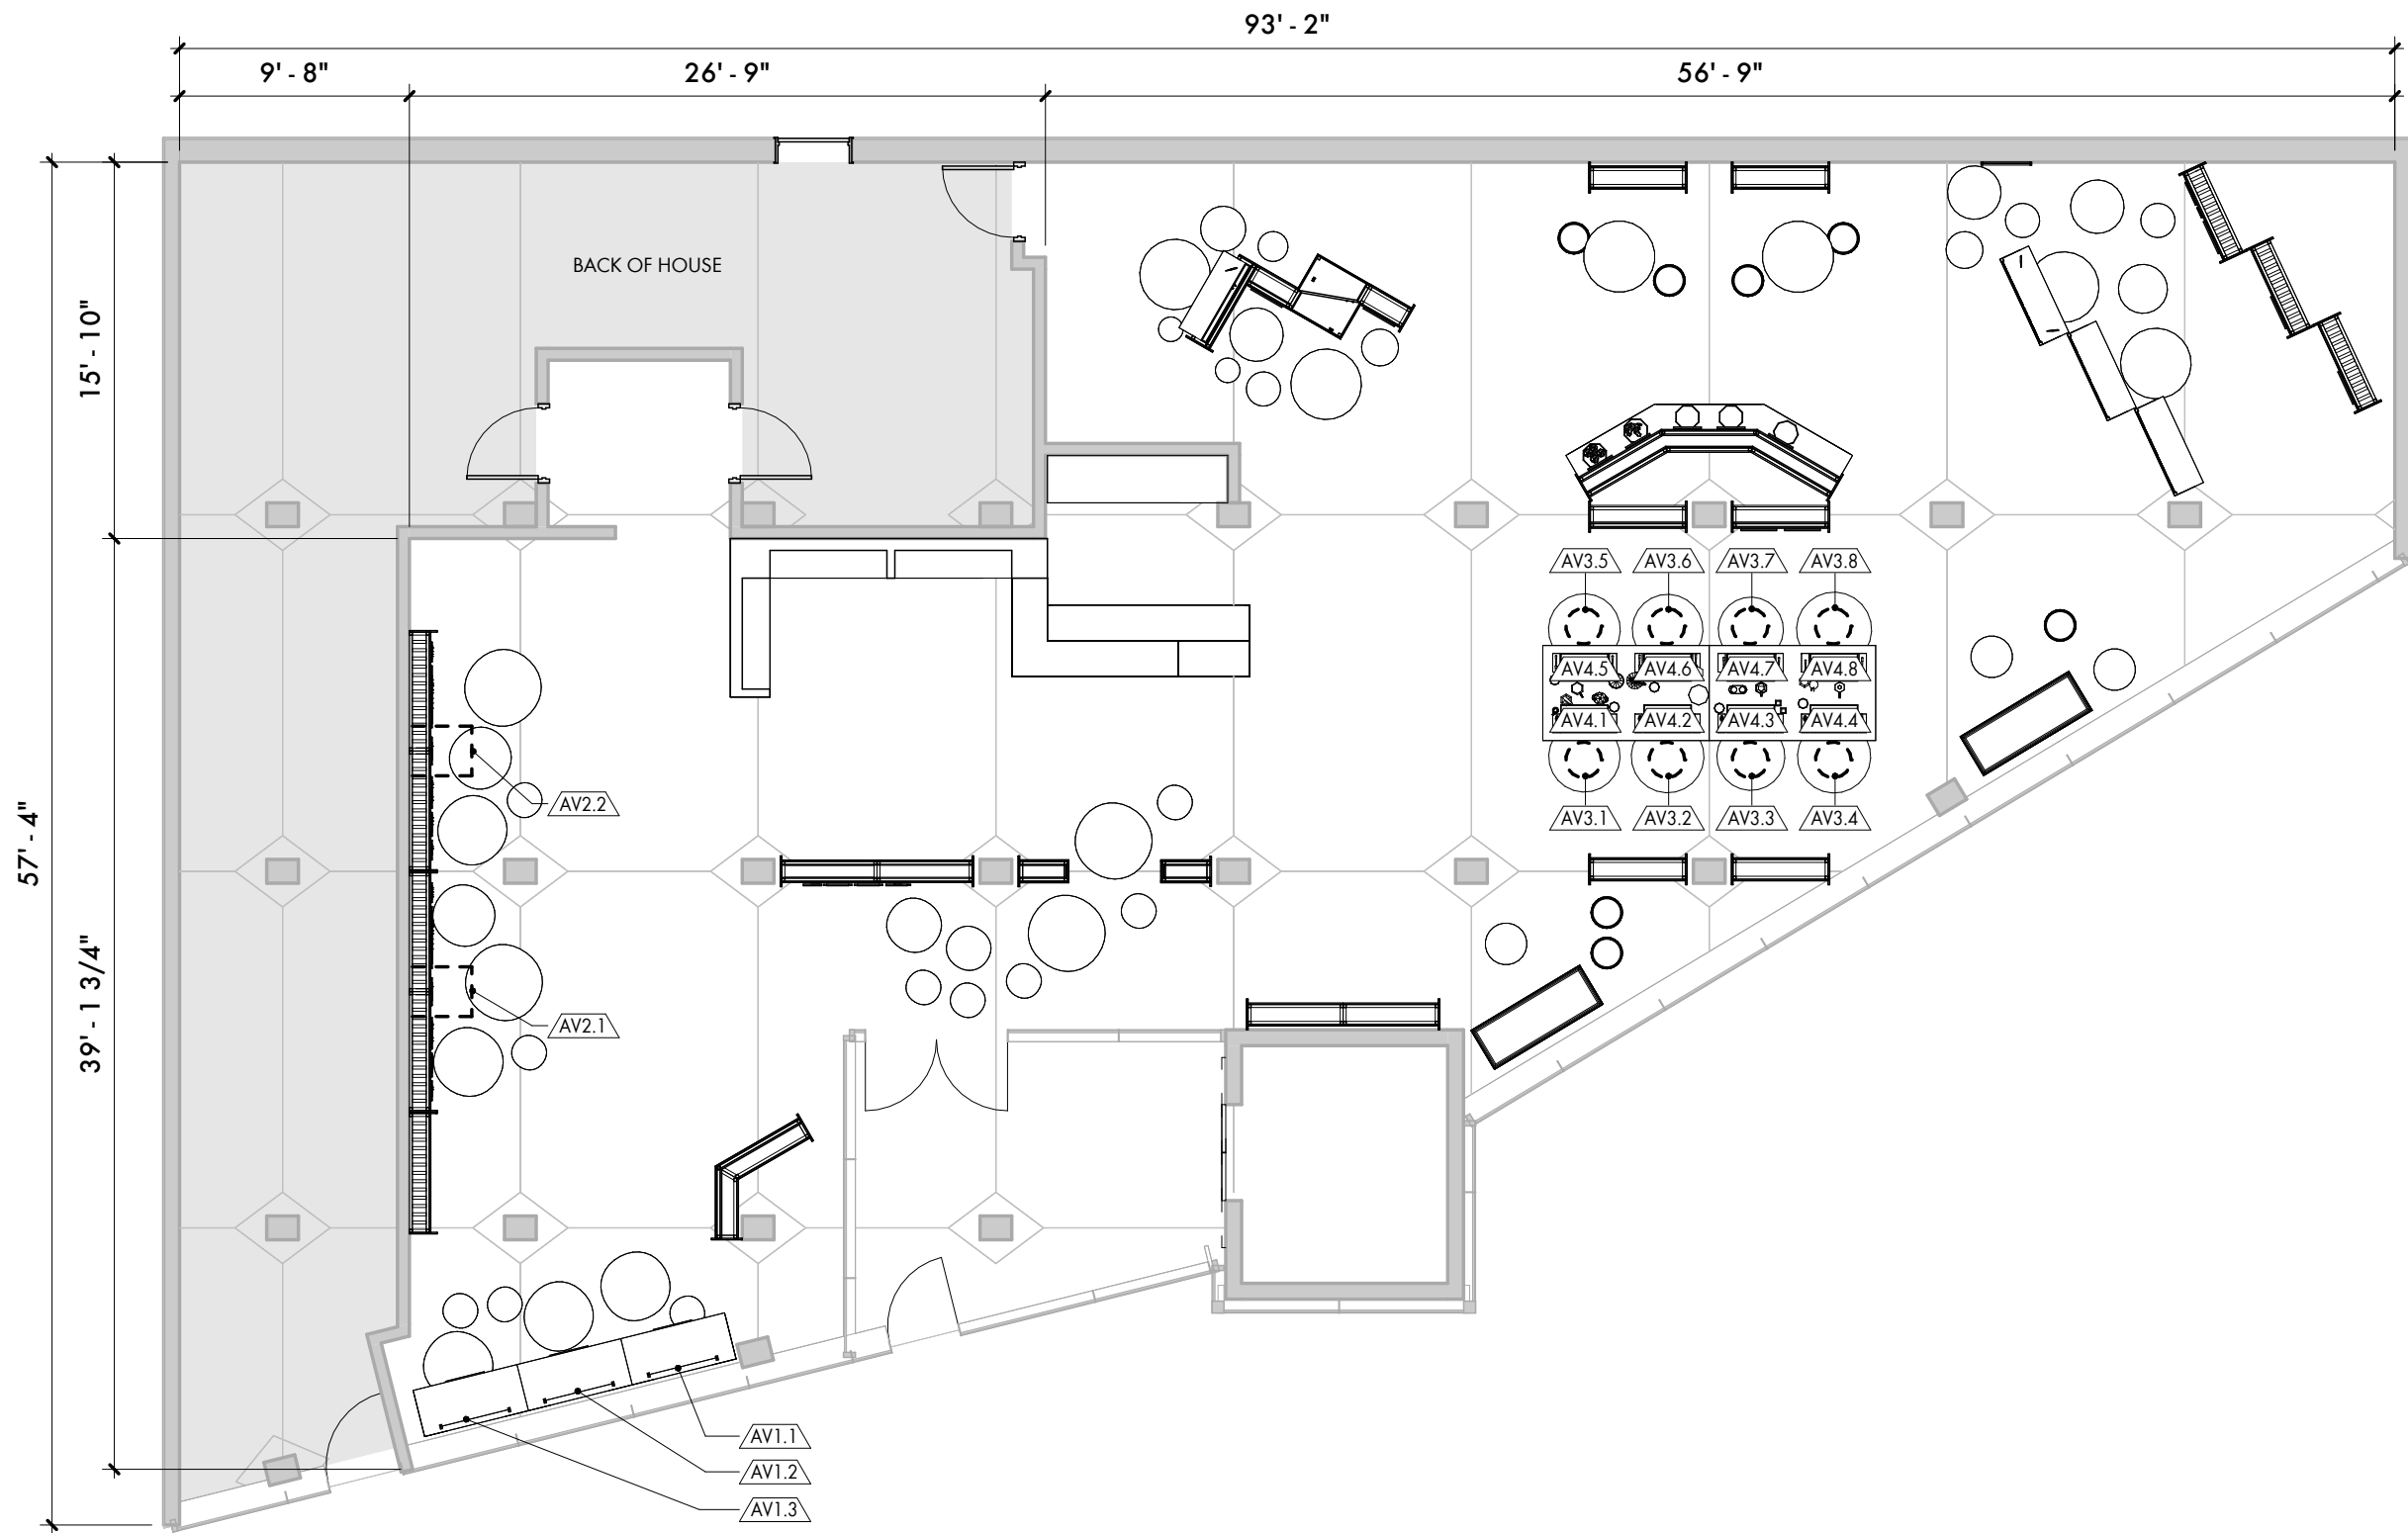 93' - 2"
9' - 8"
26' - 9"
56' - 9"
BACK OF HOUSE
15' - 10"
57' - 4"
39' - 1 3/4"
AV3.5
AV3.6
AV3.7
AV3.8
AV4.5
AV4.6
AV4.7
AV4.8
AV4.1
AV4.2
AV4.3
AV4.4
AV3.1
AV3.2
AV3.3
AV3.4
AV2.2
AV2.1
AV1.1
AV1.2
AV1.3